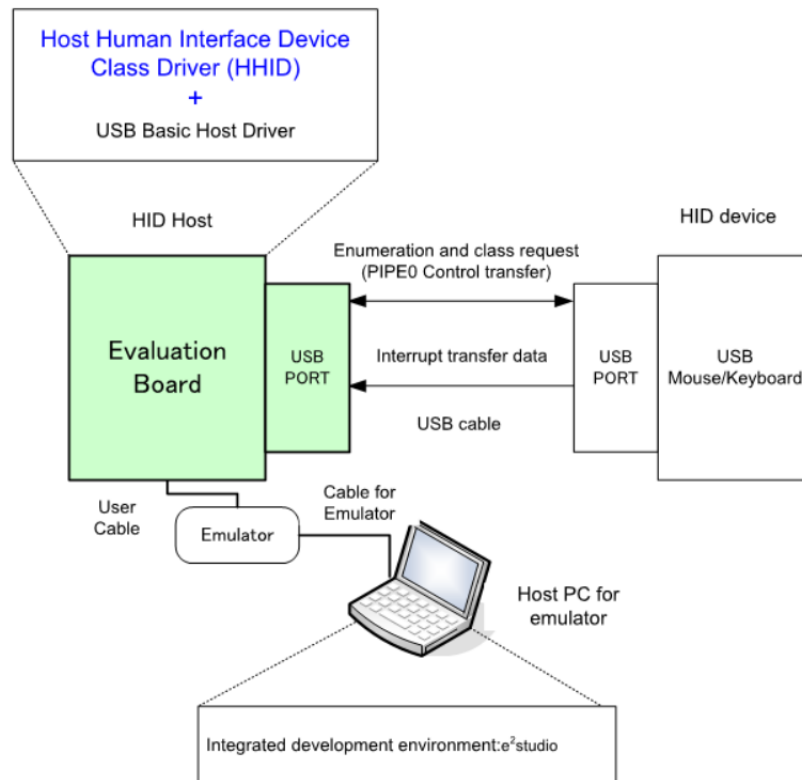 Host Human Interface Device
Class Driver (HHID)
+
USB Basic Host Driver
HID Host
HID device
Enumeration and class request
(PIPE0 Control transfer)
Evaluation
Board
USB
PORT
Interrupt transfer data
USB
PORT
USB
Mouse/Keyboard
USB cable
User
Cable
Cable for
Emulator
Emulator
Host PC for
emulator
Integrated development environment:e²studio